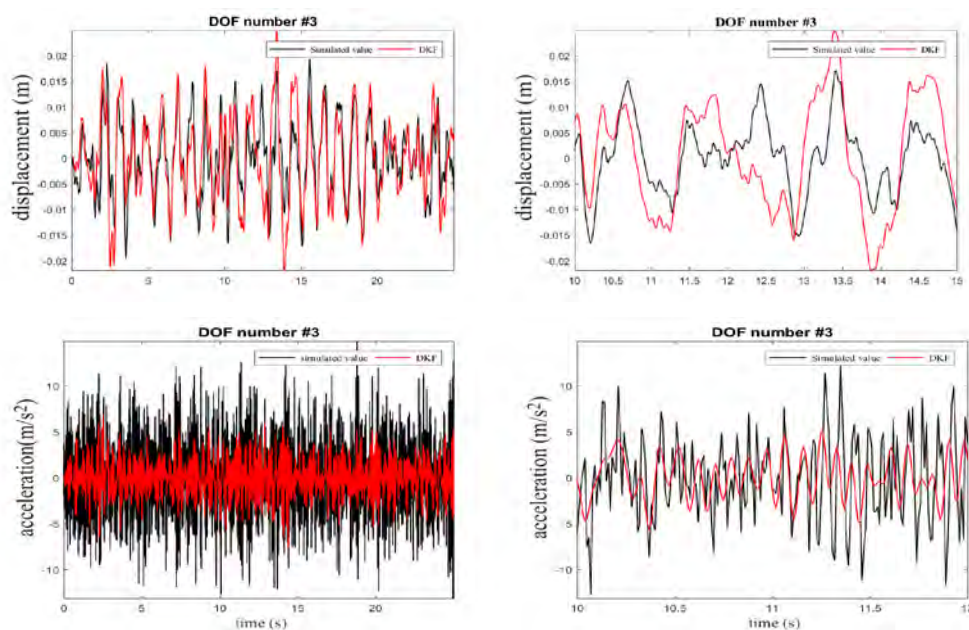 DOF number #3
Simulated value DKF
displacement (m)
0.02
0.015
0.01
0.005
0
-0.005
-0.01
-0.015
-0.02
0 5 10 15 20
DOF number #3
Simulated value DKF
displacement (m)
0.02
0.015
0.01
0.005
0
-0.005
-0.01
-0.015
-0.02
10 10.5 11 11.5 12 12.5 13 13.5 14 14.5 15
DOF number #3
simulated value DKF
acceleration(m/s²)
10
5
0
-5
-10
0 5 10 15 20
time (s)
DOF number #3
Simulated value DKF
acceleration (m/s²)
10
5
0
-5
-10
10 10.5 11 11.5 12
time (s)